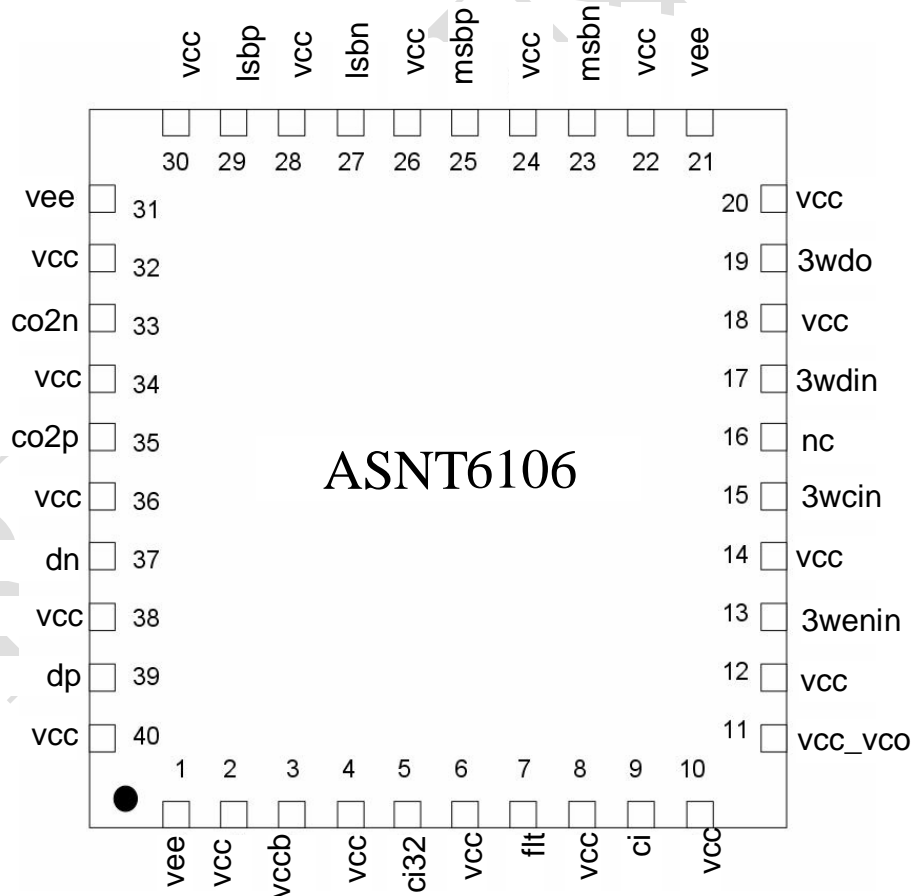 vcc lsbp vcc lsbn vcc msbp vcc msbn vcc vee
30 29 28 27 26 25 24 23 22 21
vee 31 20 vcc
vcc 32 19 3wdo
co2n 33 18 vcc
vcc 34 17 3wdin
co2p 35 16 nc
ASNT6106
vcc 36 15 3wcin
dn 37 14 vcc
vcc 38 13 3wenin
dp 39 12 vcc
vcc 40 11 vcc_vco
1 2 3 4 5 6 7 8 9 10
vee vcc vccb vcc ci32 vcc flt vcc ci vcc